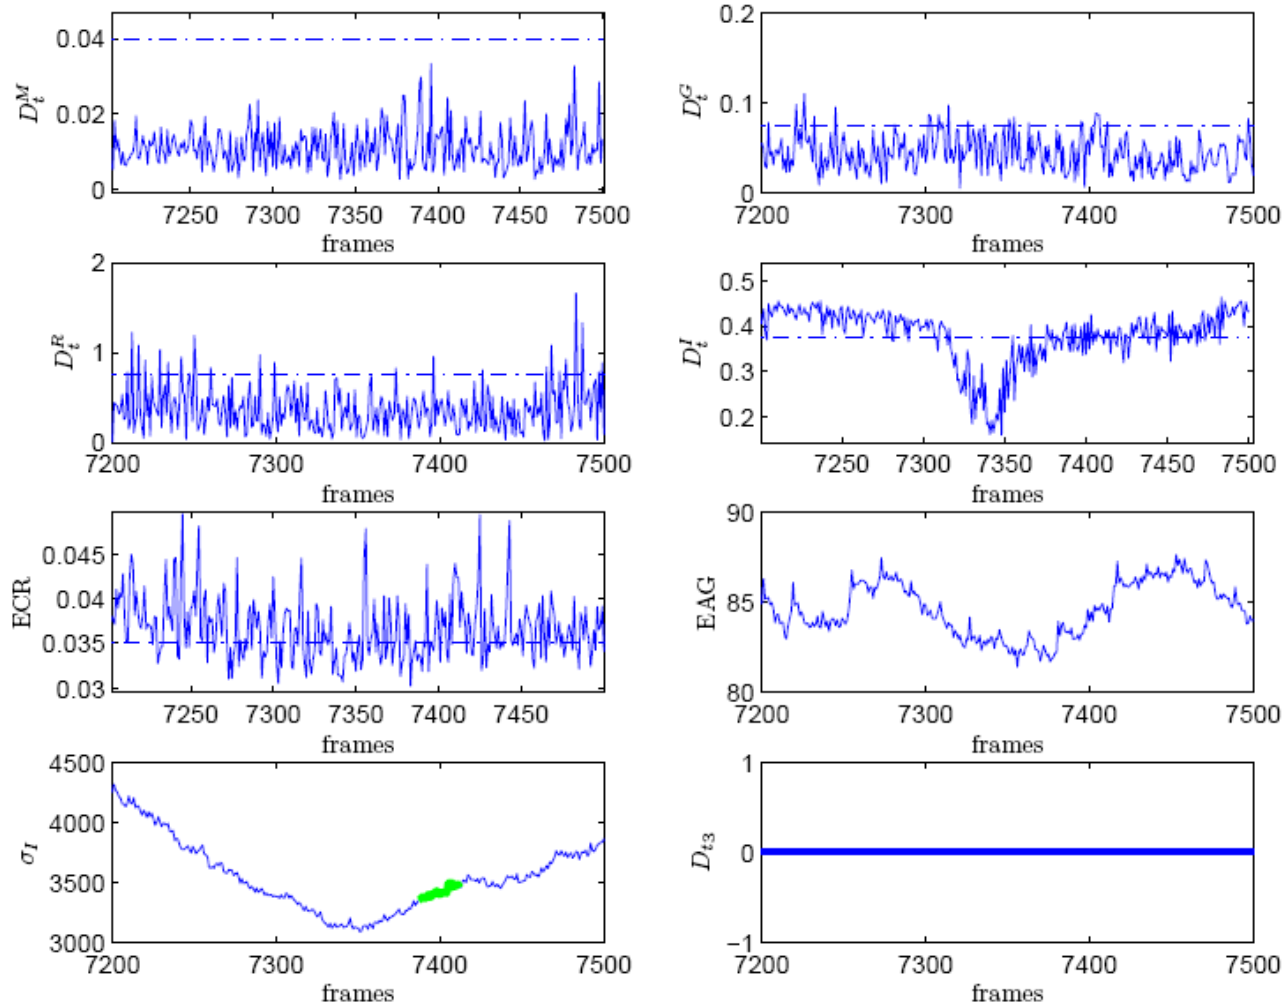 0.04
0.02
0
D_t^M
7250 7300 7350 7400 7450 7500
frames
0.2
0.1
0
D_t^G
7200 7300 7400 7500
frames
2
1
0
D_t^R
7200 7300 7400 7500
frames
0.5
0.4
0.3
0.2
D_t^I
7250 7300 7350 7400 7450 7500
frames
0.045
0.04
0.035
0.03
ECR
7250 7300 7350 7400 7450
frames
90
85
80
EAG
7200 7300 7400 7500
frames
4500
4000
3500
3000
σ_I
7200 7300 7400 7500
frames
1
0
−1
D_{t3}
7200 7300 7400 7500
frames